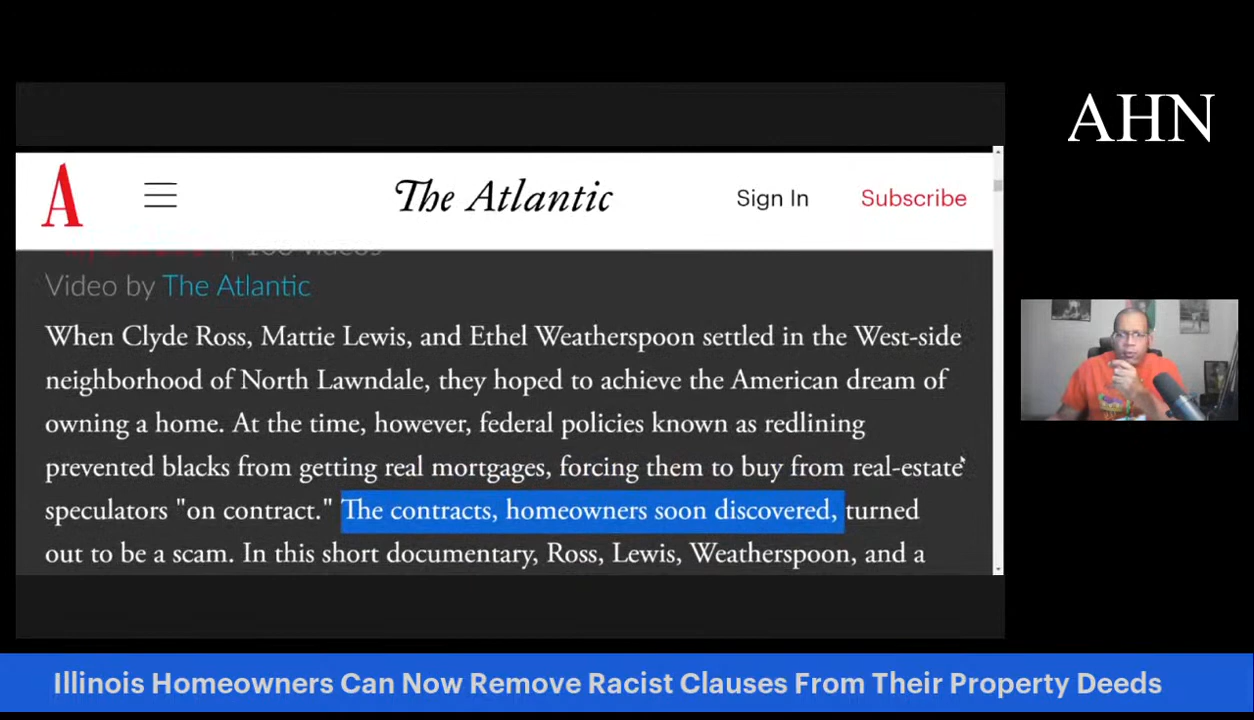 AHN
A
The Atlantic
Sign In
Subscribe
Video by The Atlantic
When Clyde Ross, Mattie Lewis, and Ethel Weatherspoon settled in the West-side
neighborhood of North Lawndale, they hoped to achieve the American dream of
owning a home. At the time, however, federal policies known as redlining
prevented blacks from getting real mortgages, forcing them to buy from real-estate
speculators "on contract." The contracts, homeowners soon discovered, turned
out to be a scam. In this short documentary, Ross, Lewis, Weatherspoon, and a
Illinois Homeowners Can Now Remove Racist Clauses From Their Property Deeds